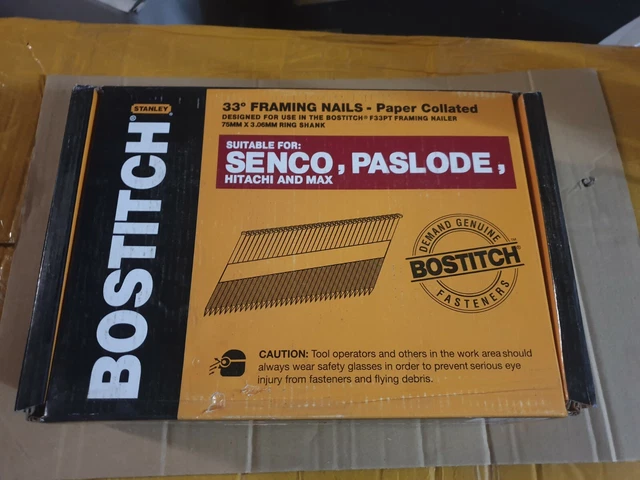 STANLEY
BOSTITCH®
33° FRAMING NAILS - Paper Collated
DESIGNED FOR USE IN THE BOSTITCH® F33PT FRAMING NAILER
75MM X 3.06MM RING SHANK
SUITABLE FOR:
SENCO, PASLODE,
HITACHI AND MAX
DEMAND GENUINE
BOSTITCH®
FASTENERS
CAUTION: Tool operators and others in the work area should
always wear safety glasses in order to prevent serious eye
injury from fasteners and flying debris.